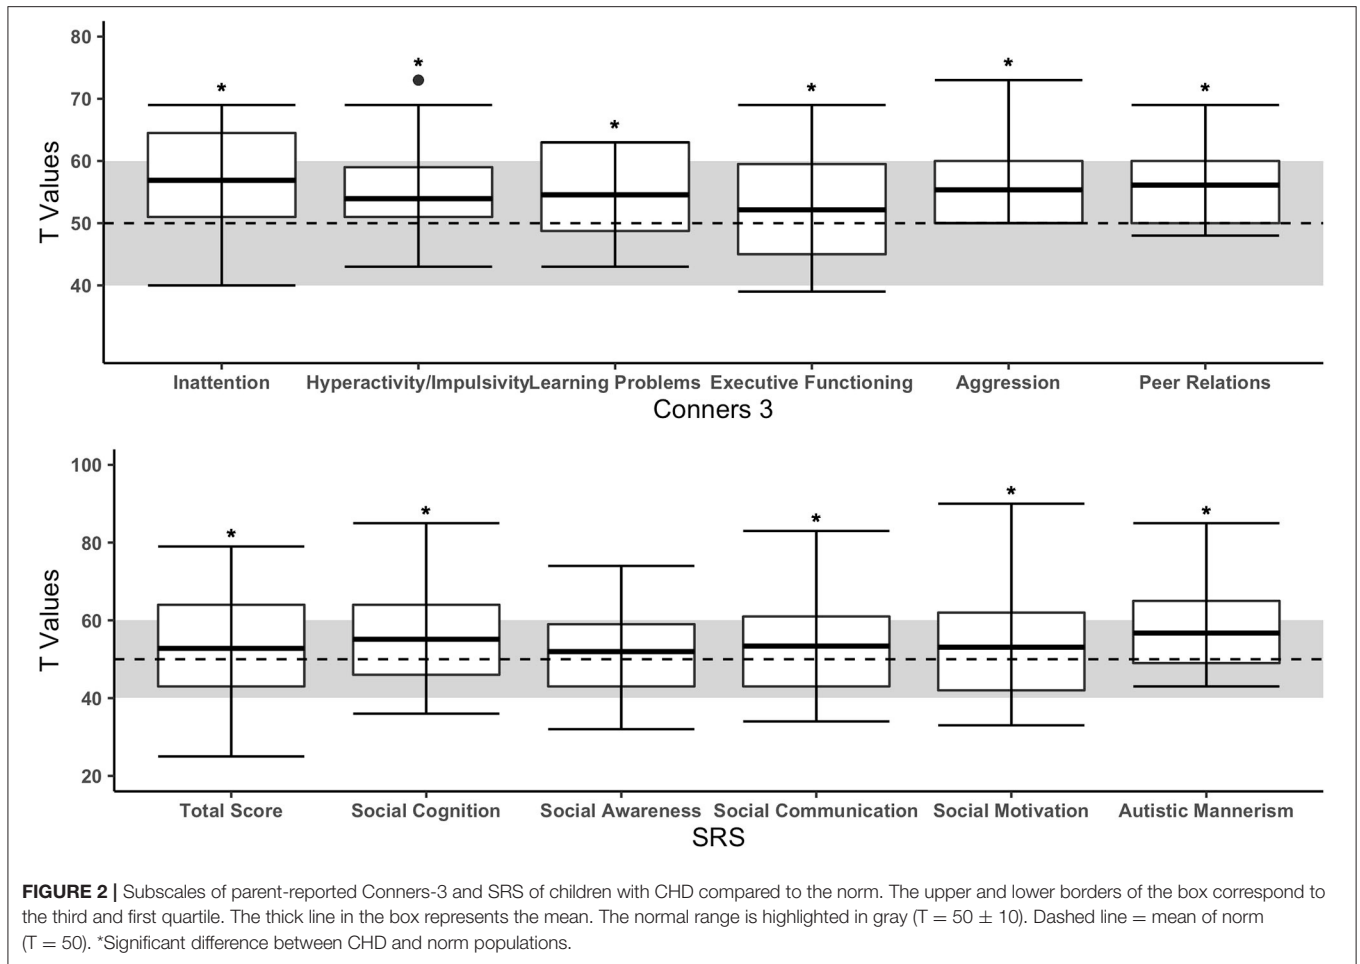 80
*
*
*
*
*
*
70
60
50
40
T Values
Inattention Hyperactivity/Impulsivity Learning Problems Executive Functioning Aggression Peer Relations
Conners 3
100
*
*
*
*
*
80
60
40
20
T Values
Total Score Social Cognition Social Awareness Social Communication Social Motivation Autistic Mannerism
SRS
FIGURE 2 | Subscales of parent-reported Conners-3 and SRS of children with CHD compared to the norm. The upper and lower borders of the box correspond to
the third and first quartile. The thick line in the box represents the mean. The normal range is highlighted in gray (T = 50 ± 10). Dashed line = mean of norm
(T = 50). *Significant difference between CHD and norm populations.